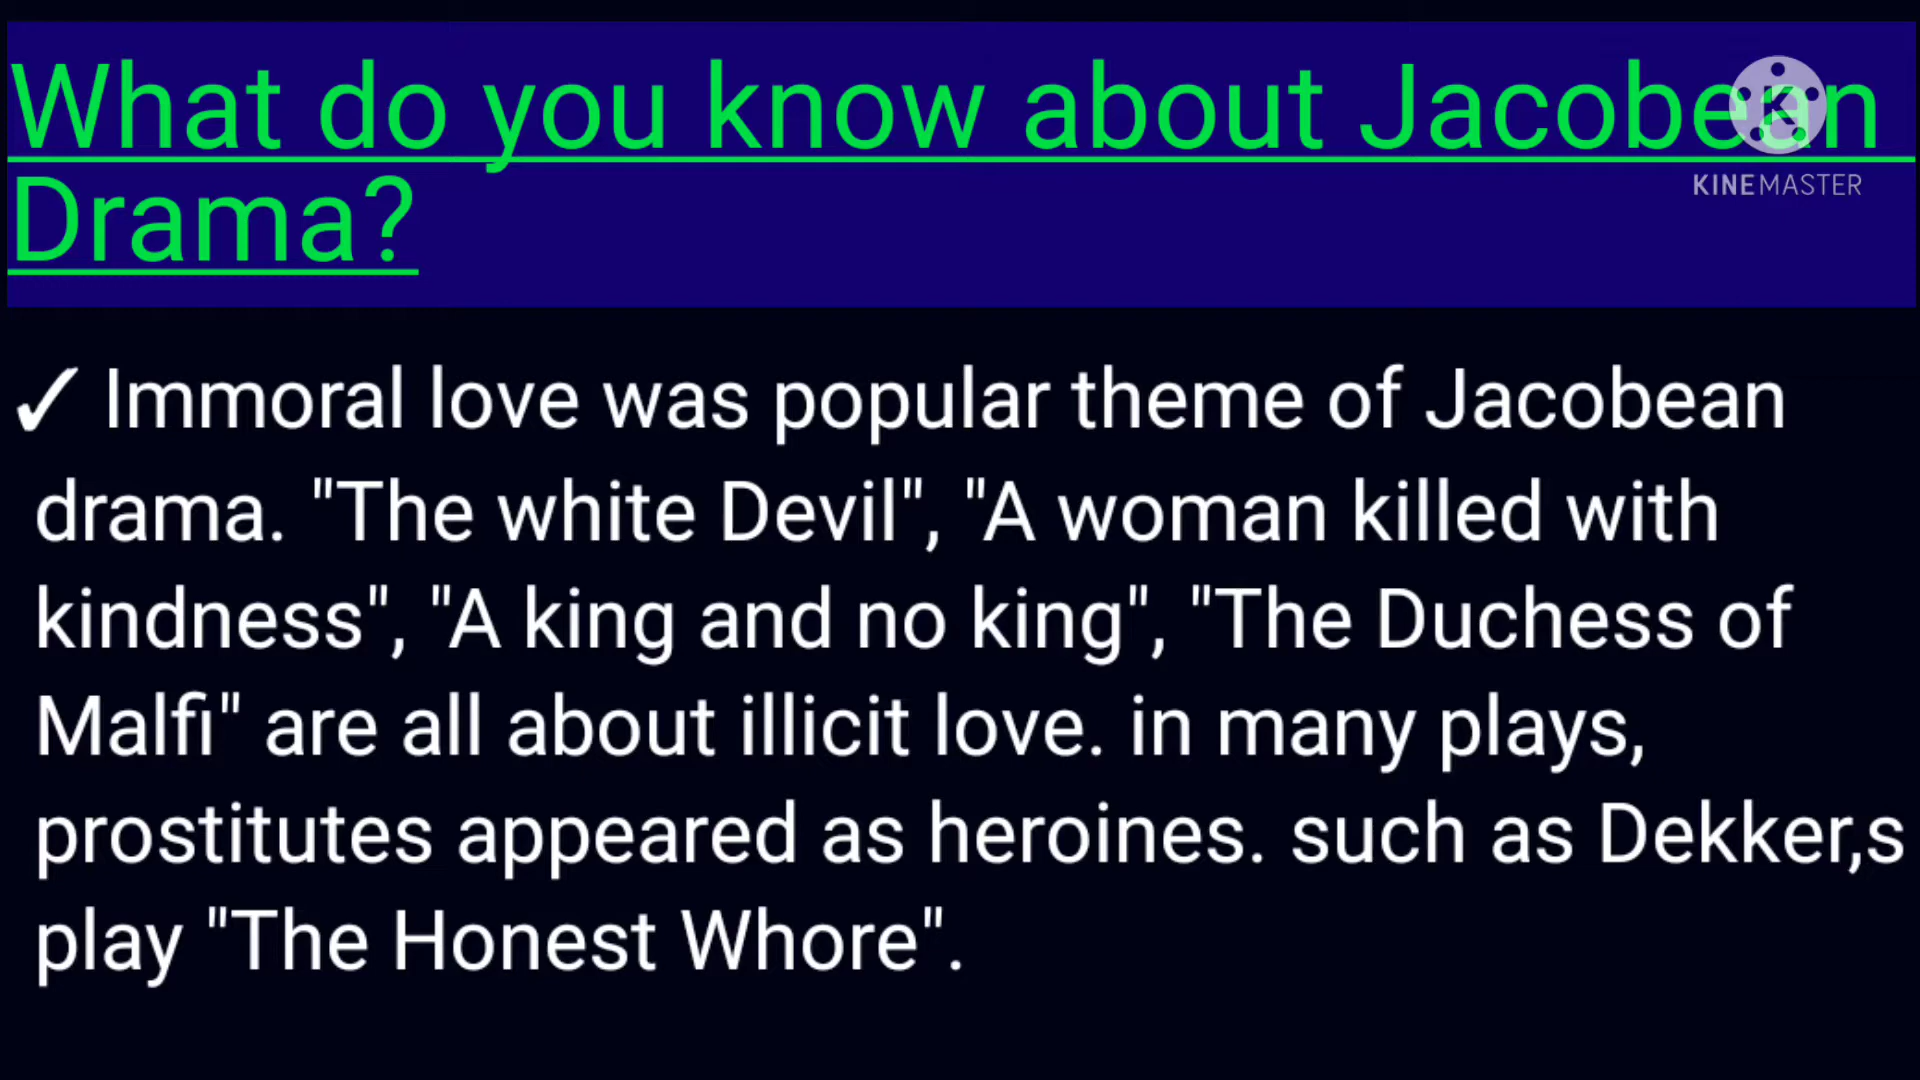 What do you know about Jacobean
Drama?
KINEMASTER
✓ Immoral love was popular theme of Jacobean
drama. "The white Devil", "A woman killed with
kindness", "A king and no king", "The Duchess of
Malfi" are all about illicit love. in many plays,
prostitutes appeared as heroines. such as Dekker,s
play "The Honest Whore".